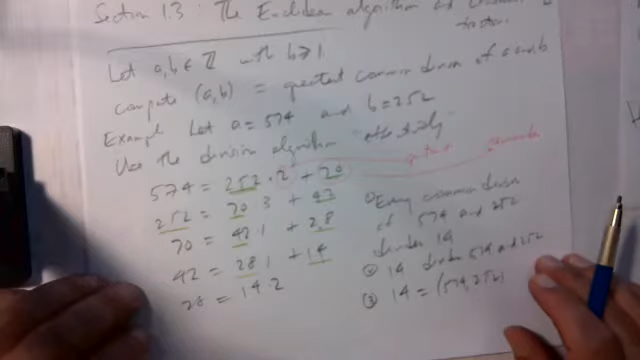 Section 1.3. The Euclidean algorithm and continued
fractions
Let a, b ∈ ℤ with b ≥ 1
compute (a,b) = greatest common divisor of a and b
Example Let a = 574 and b = 252
Use the division algorithm
remainder
574 = 252 · 2 + 70
252 = 70 · 3 + 42
70 = 42 · 1 + 28
42 = 28 · 1 + 14
28 = 14 · 2
① Every common divisor
of 574 and 252
divides 14
② 14 divides 574 and 252
③ 14 = (574, 252)